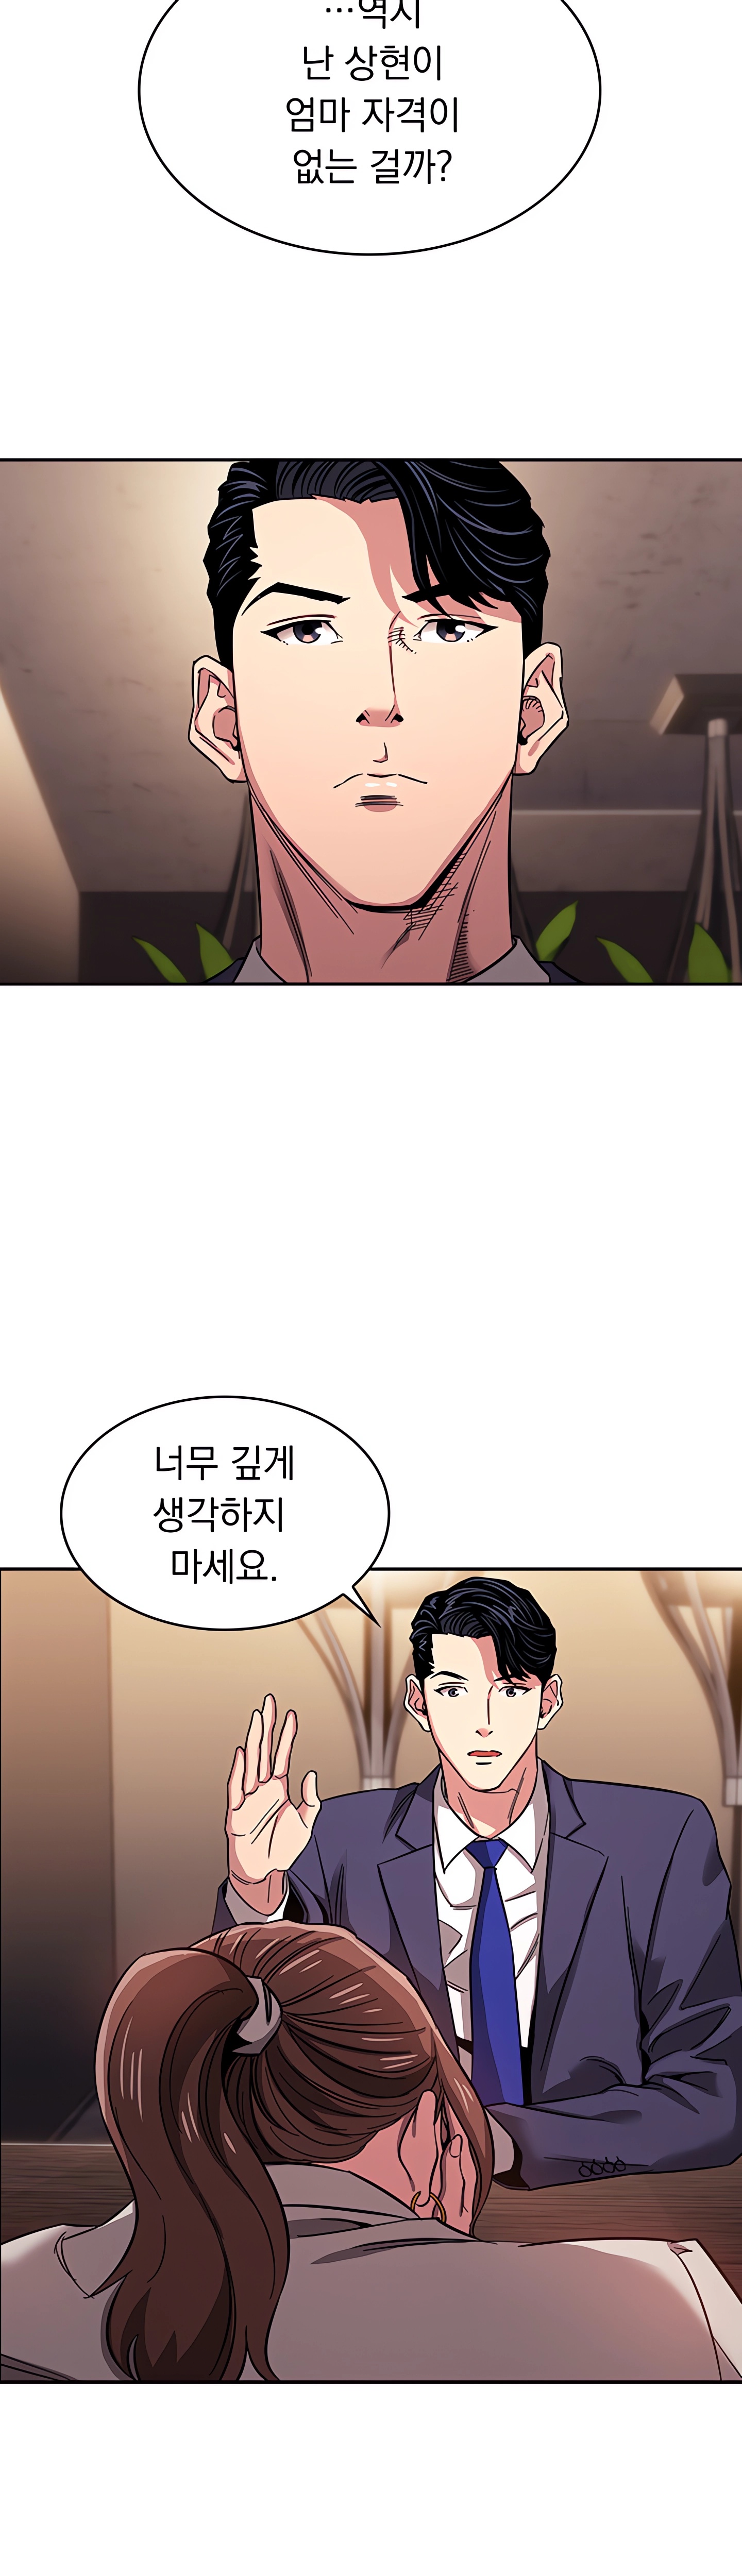 …역시
난 상현이
엄마 자격이
없는 걸까?
너무 깊게
생각하지
마세요.